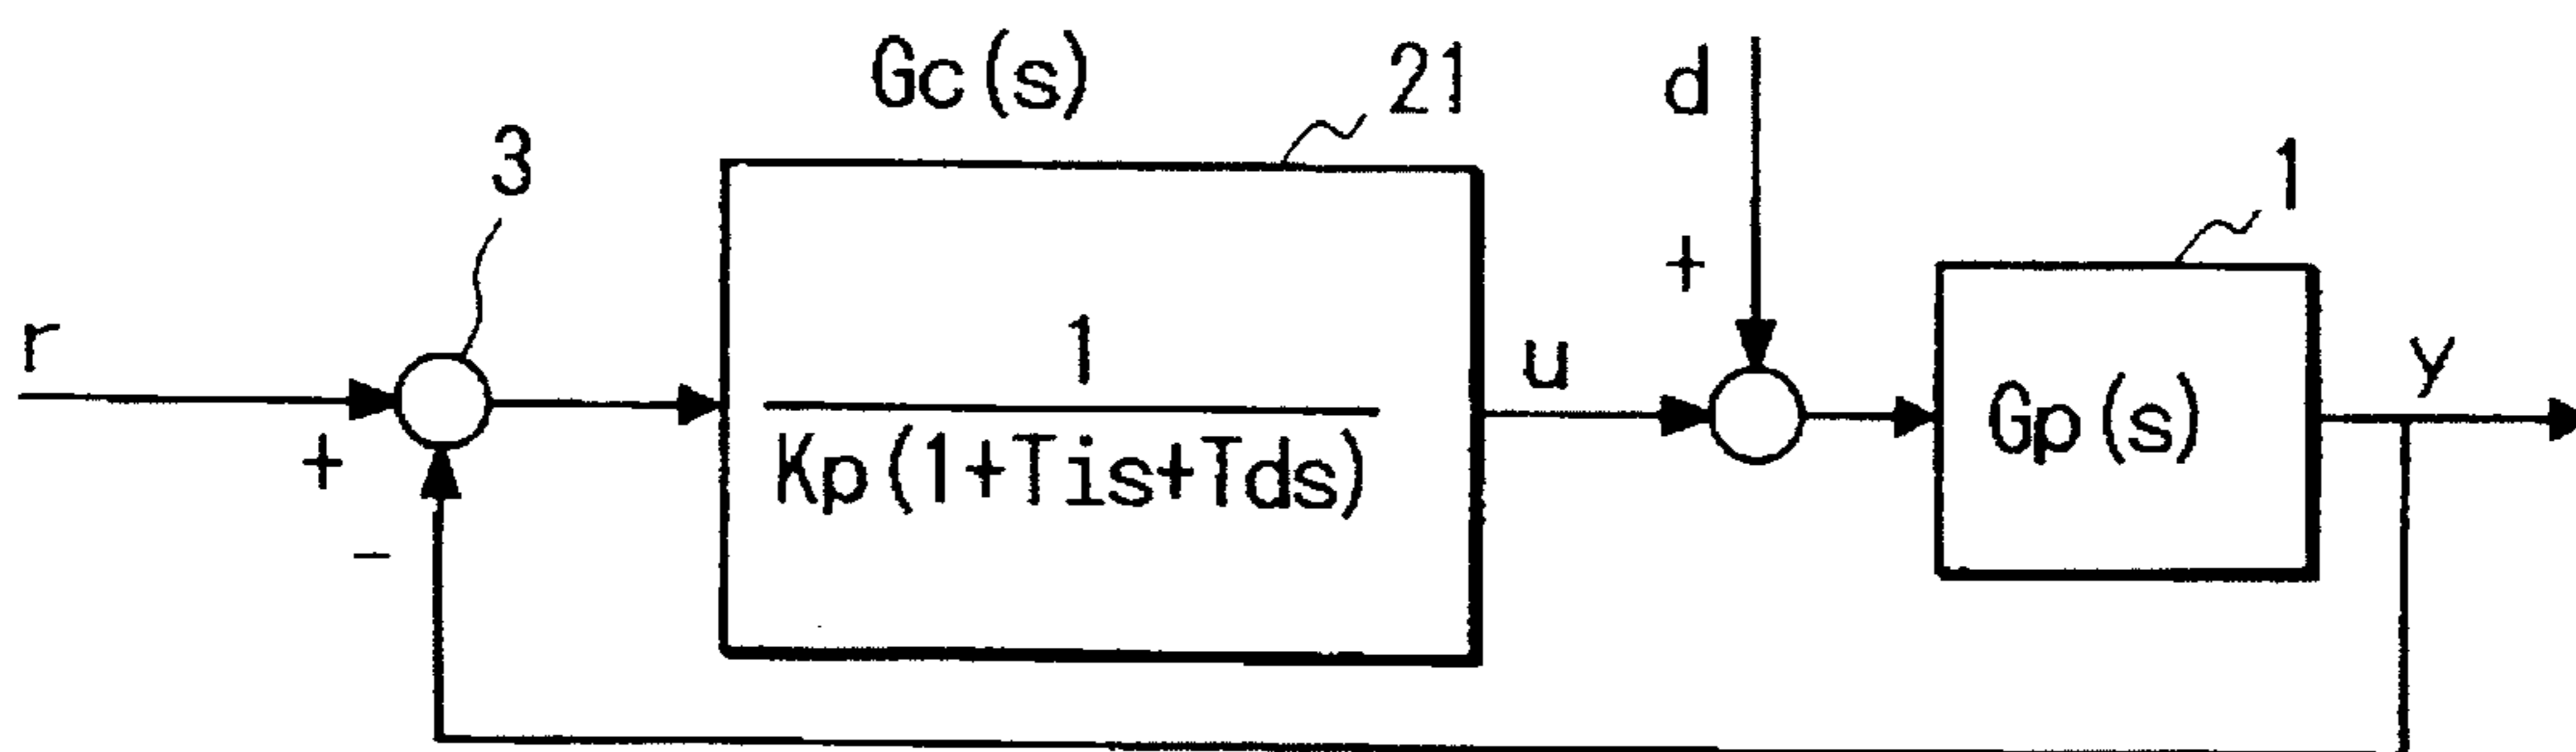 Gc(s)
21
d
3
1
+
r
1
u
y
Gp(s)
+
Kp(1+Tis+Tds)
-